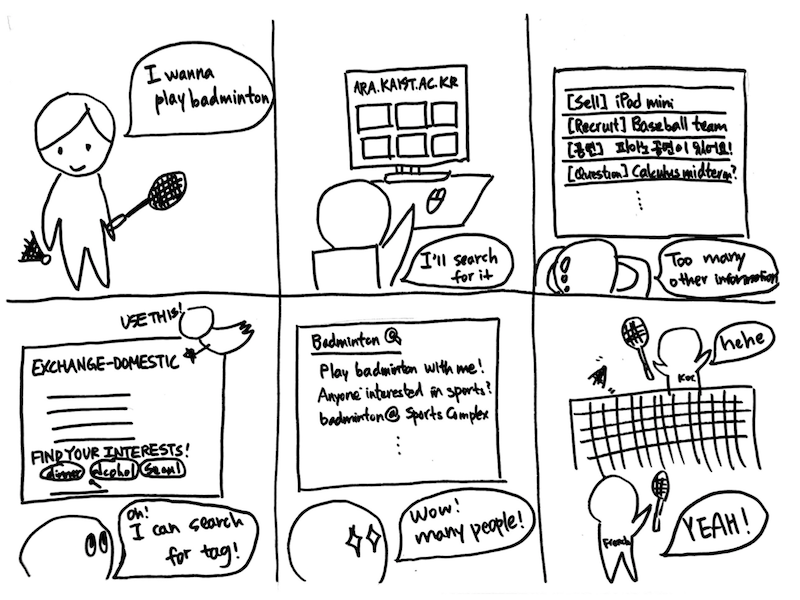 I wanna
play badminton
ARA.KAIST.AC.KR
I'll search
for it
[Sell] iPad mini
[Recruit] Baseball team
[공연] 피아노 공연이 있어요!
[Question] Calculus midterm?
Too many
other information
USE THIS!
EXCHANGE-DOMESTIC
FIND YOUR INTERESTS!
dinner alcohol Seoul
oh!
I can search
for tag!
Badminton
Play badminton with me!
Anyone interested in sports?
badminton@ Sports Complex
Wow!
many people!
hehe
Kor
French
YEAH!